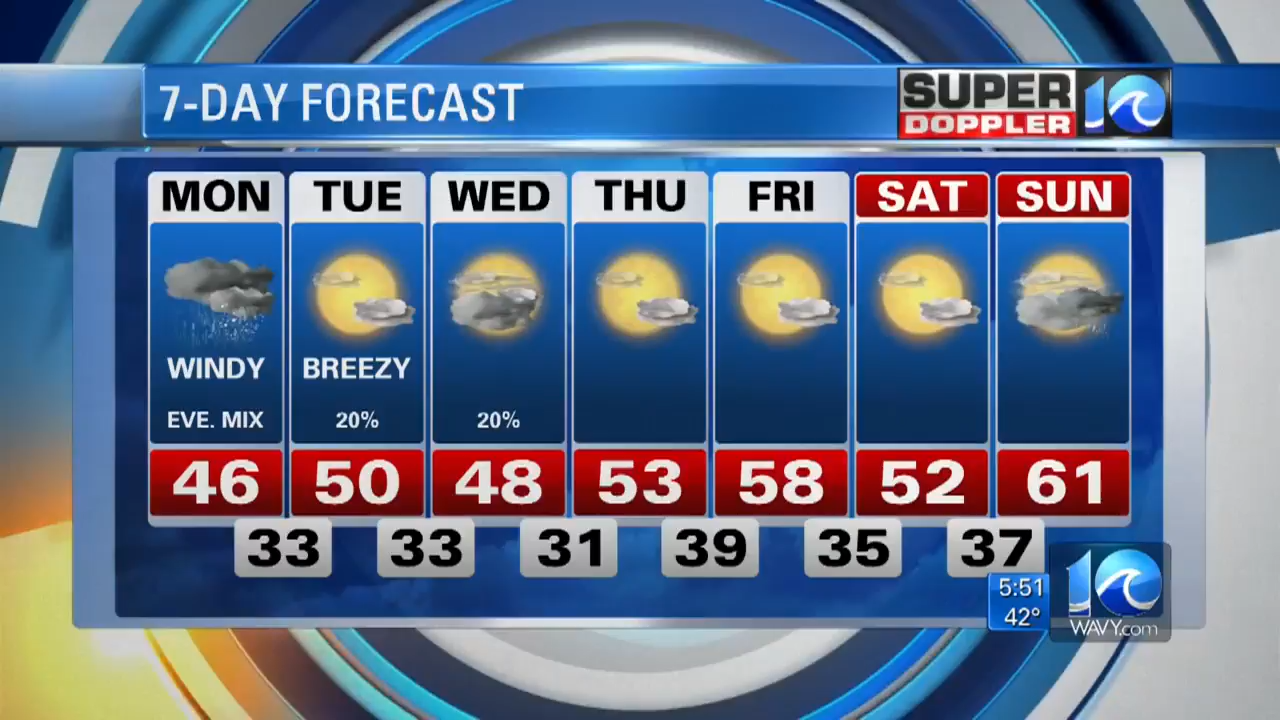 7-DAY FORECAST
SUPER
DOPPLER
10
MON TUE WED THU FRI SAT SUN
WINDY BREEZY
EVE. MIX 20% 20%
46 50 48 53 58 52 61
33 33 31 39 35 37
5:51
42°
10
WAVY.com